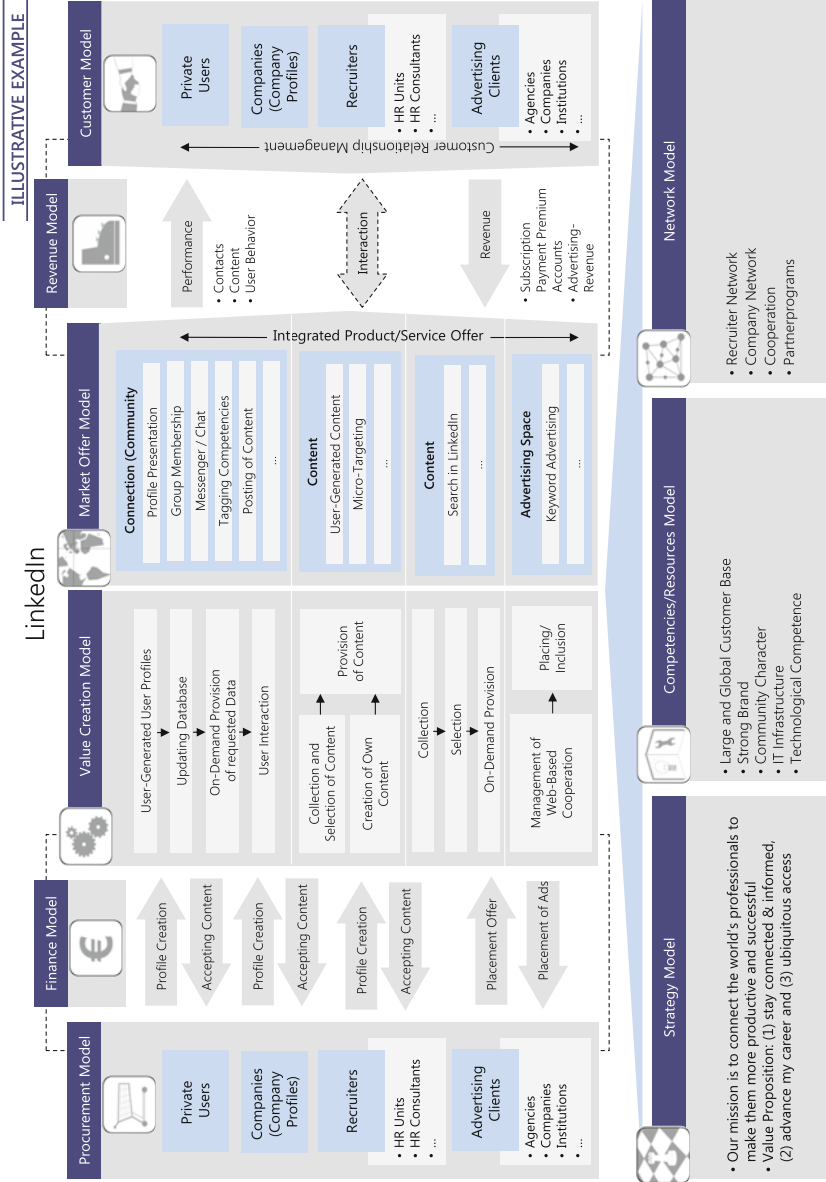 ILLUSTRATIVE EXAMPLE
LinkedIn
Procurement Model
Private
Users
Companies
(Company
Profiles)
Recruiters
• HR Units
• HR Consultants
• ...
Advertising
Clients
• Agencies
• Companies
• Institutions
• ...
Finance Model
€
Profile Creation
Accepting Content
Profile Creation
Accepting Content
Profile Creation
Accepting Content
Placement Offer
Placement of Ads
Value Creation Model
User-Generated User Profiles
Updating Database
On-Demand Provision
of requested Data
User Interaction
Collection and
Selection of Content
Creation of Own
Content
Provision
of Content
Collection
Selection
On-Demand Provision
Management of
Web-Based
Cooperation
Placing/
Inclusion
Market Offer Model
Connection (Community
Profile Presentation
Group Membership
Messenger / Chat
Tagging Competencies
Posting of Content
...
Content
User-Generated Content
Micro-Targeting
...
Content
Search in LinkedIn
...
Advertising Space
Keyword Advertising
...
Integrated Product/Service Offer
Revenue Model
Performance
• Contacts
• Content
• User Behavior
Interaction
Revenue
• Subscription
Payment Premium
Accounts
• Advertising-
Revenue
Customer Model
Customer Relationship Management
Private
Users
Companies
(Company
Profiles)
Recruiters
• HR Units
• HR Consultants
• ...
Advertising
Clients
• Agencies
• Companies
• Institutions
• ...
Strategy Model
• Our mission is to connect the world's professionals to
make them more productive and successful
• Value Proposition: (1) stay connected & informed,
(2) advance my career and (3) ubiquitous access
Competencies/Resources Model
• Large and Global Customer Base
• Strong Brand
• Community Character
• IT Infrastructure
• Technological Competence
Network Model
• Recruiter Network
• Company Network
• Cooperation
• Partnerprograms